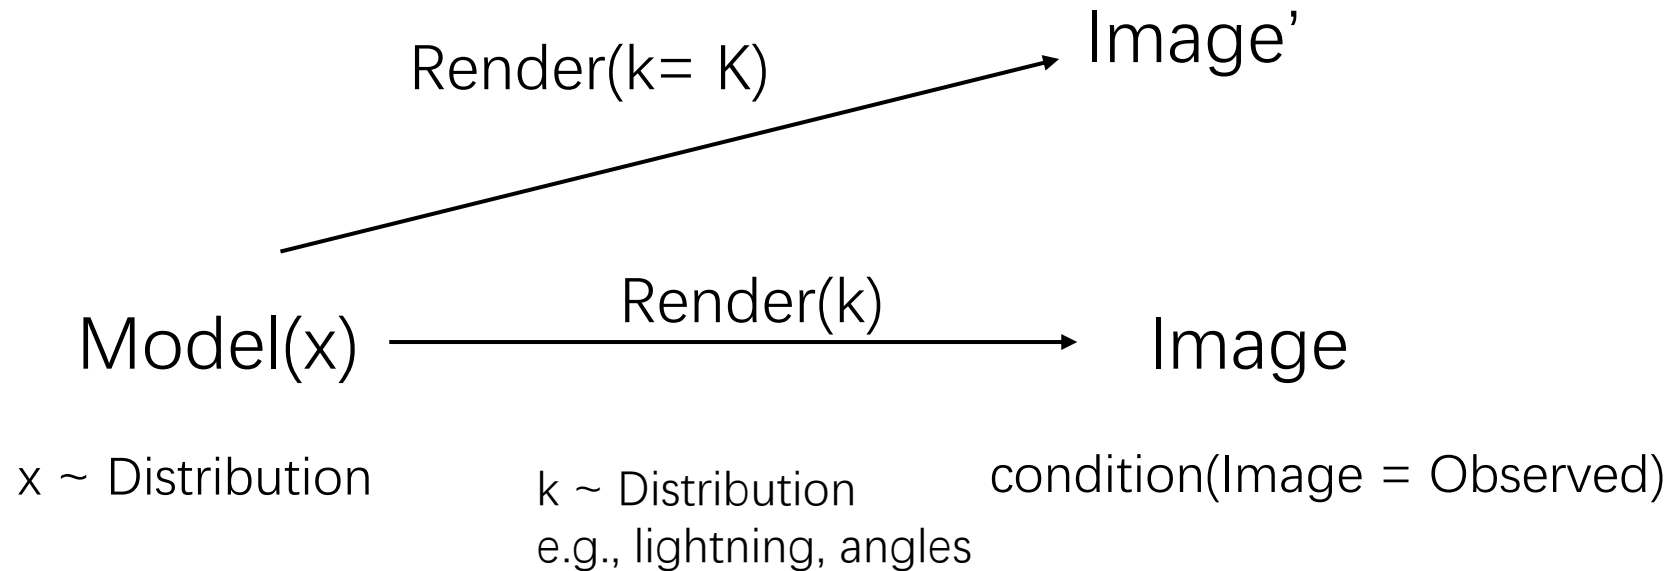 Image’
Render(k= K)
Render(k)
Model(x)
Image
x ~ Distribution
k ~ Distribution
e.g., lightning, angles
condition(Image = Observed)